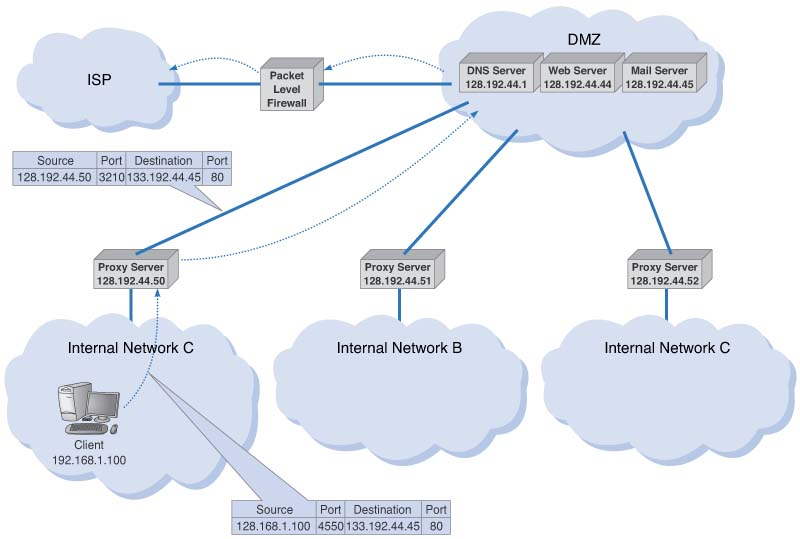 DMZ
ISP
Packet
Level
Firewall
DNS Server
128.192.44.1
Web Server
128.192.44.44
Mail Server
128.192.44.45
Source Port Destination Port
128.192.44.50 3210 133.192.44.45 80
Proxy Server
128.192.44.50
Proxy Server
128.192.44.51
Proxy Server
128.192.44.52
Internal Network C
Internal Network B
Internal Network C
Client
192.168.1.100
Source Port Destination Port
128.168.1.100 4550 133.192.44.45 80